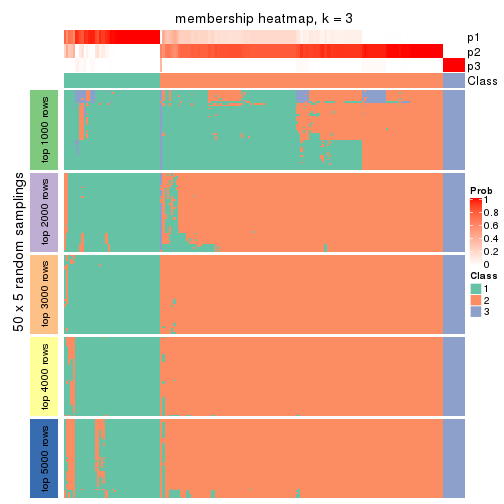 membership heatmap, k = 3
p1
p2
p3
Class
50 x 5 random samplings
top 1000 rows
top 2000 rows
top 3000 rows
top 4000 rows
top 5000 rows
Prob
1
0.8
0.6
0.4
0.2
0
Class
1
2
3